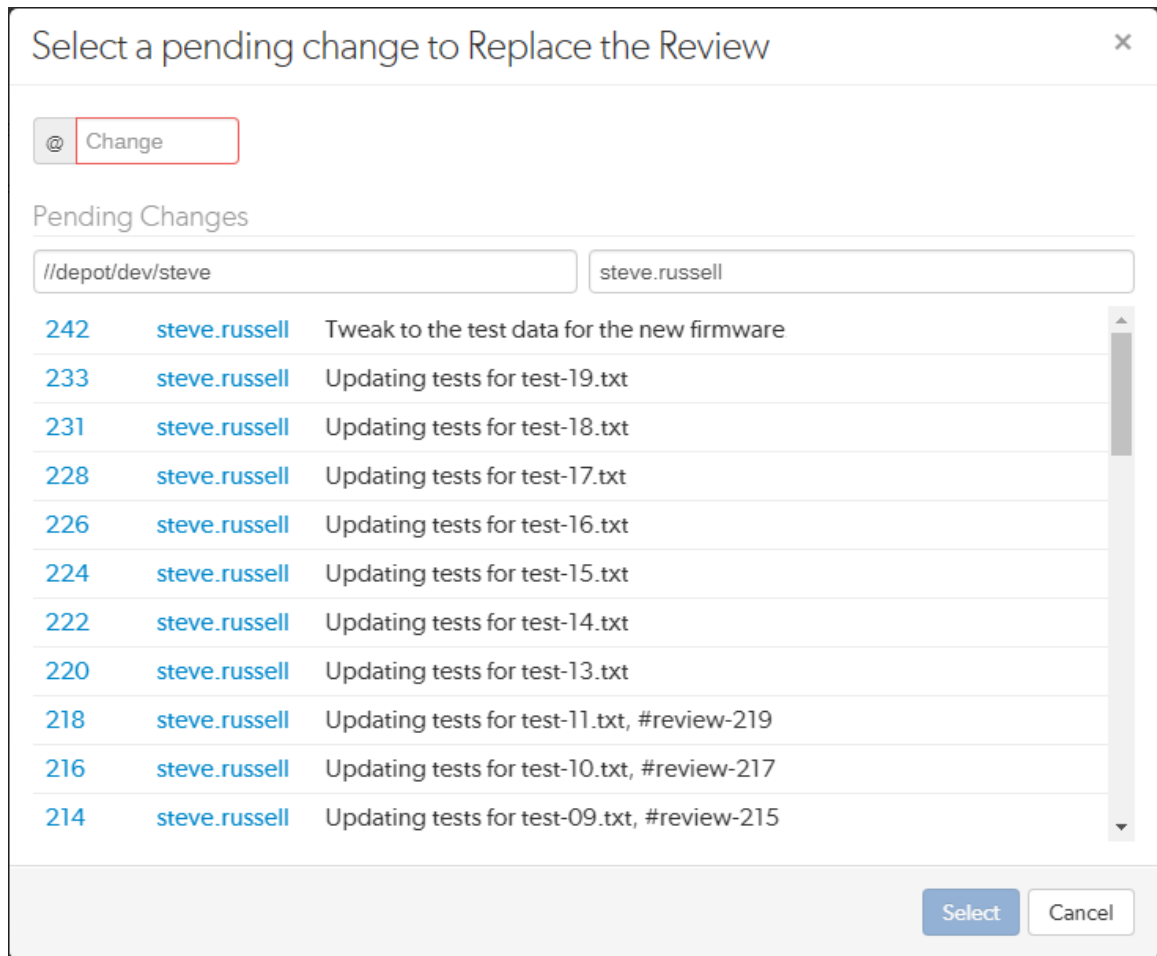 Select a pending change to Replace the Review ×
@ Change
Pending Changes
//depot/dev/steve steve.russell
242 steve.russell Tweak to the test data for the new firmware
233 steve.russell Updating tests for test-19.txt
231 steve.russell Updating tests for test-18.txt
228 steve.russell Updating tests for test-17.txt
226 steve.russell Updating tests for test-16.txt
224 steve.russell Updating tests for test-15.txt
222 steve.russell Updating tests for test-14.txt
220 steve.russell Updating tests for test-13.txt
218 steve.russell Updating tests for test-11.txt, #review-219
216 steve.russell Updating tests for test-10.txt, #review-217
214 steve.russell Updating tests for test-09.txt, #review-215
Select Cancel